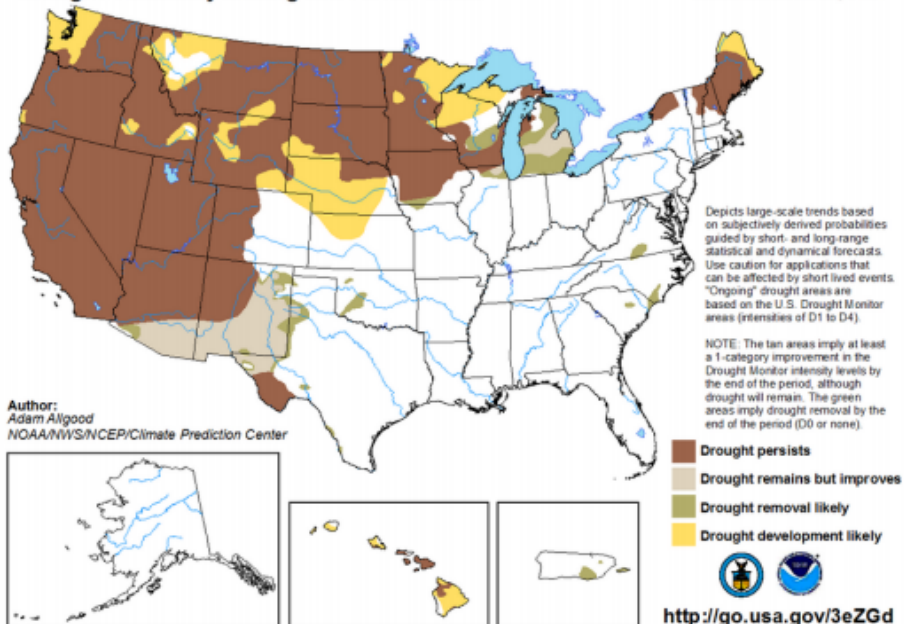 Depicts large-scale trends based
on subjectively derived probabilities
guided by short- and long-range
statistical and dynamical forecasts.
Use caution for applications that
can be affected by short lived events.
"Ongoing" drought areas are
based on the U.S. Drought Monitor
areas (intensities of D1 to D4).
NOTE: The tan areas imply at least
a 1-category improvement in the
Drought Monitor intensity levels by
the end of the period, although
drought will remain. The green
areas imply drought removal by the
end of the period (D0 or none).
Author:
Adam Allgood
NOAA/NWS/NCEP/Climate Prediction Center
Drought persists
Drought remains but improves
Drought removal likely
Drought development likely
http://go.usa.gov/3eZGd